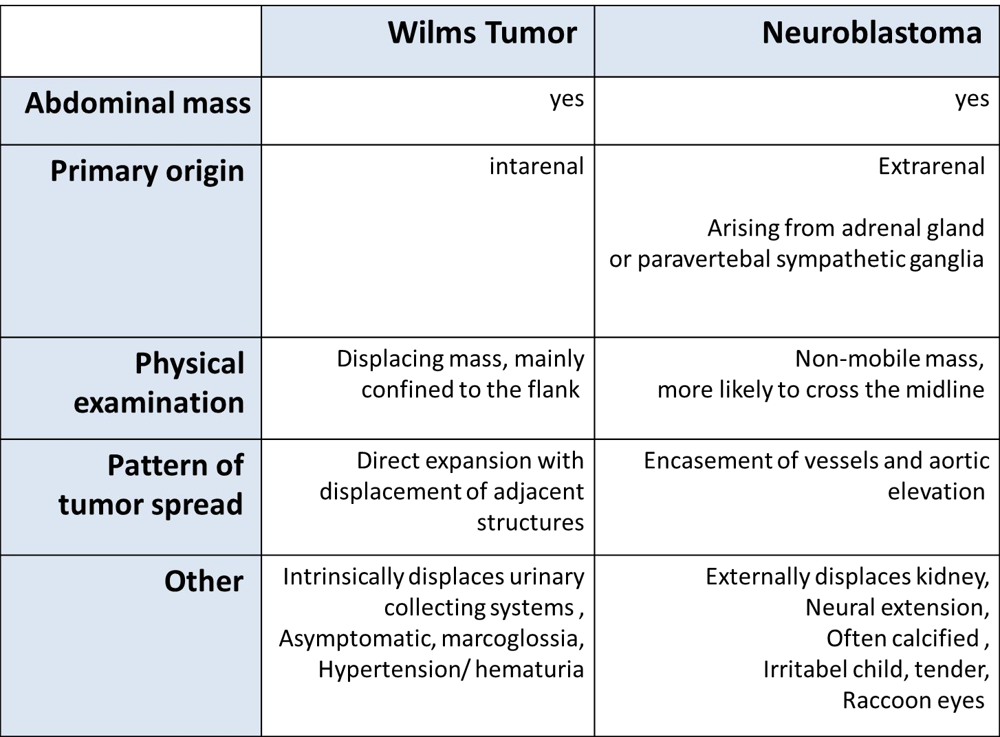 Wilms Tumor
Neuroblastoma
Abdominal mass
yes
yes
Primary origin
intarenal
Extrarenal
Arising from adrenal gland
or paravertebal sympathetic ganglia
Physical
examination
Displacing mass, mainly
confined to the flank
Non-mobile mass,
more likely to cross the midline
Pattern of
tumor spread
Direct expansion with
displacement of adjacent
structures
Encasement of vessels and aortic
elevation
Other
Intrinsically displaces urinary
collecting systems ,
Asymptomatic, marcoglossia,
Hypertension/ hematuria
Externally displaces kidney,
Neural extension,
Often calcified ,
Irritabel child, tender,
Raccoon eyes